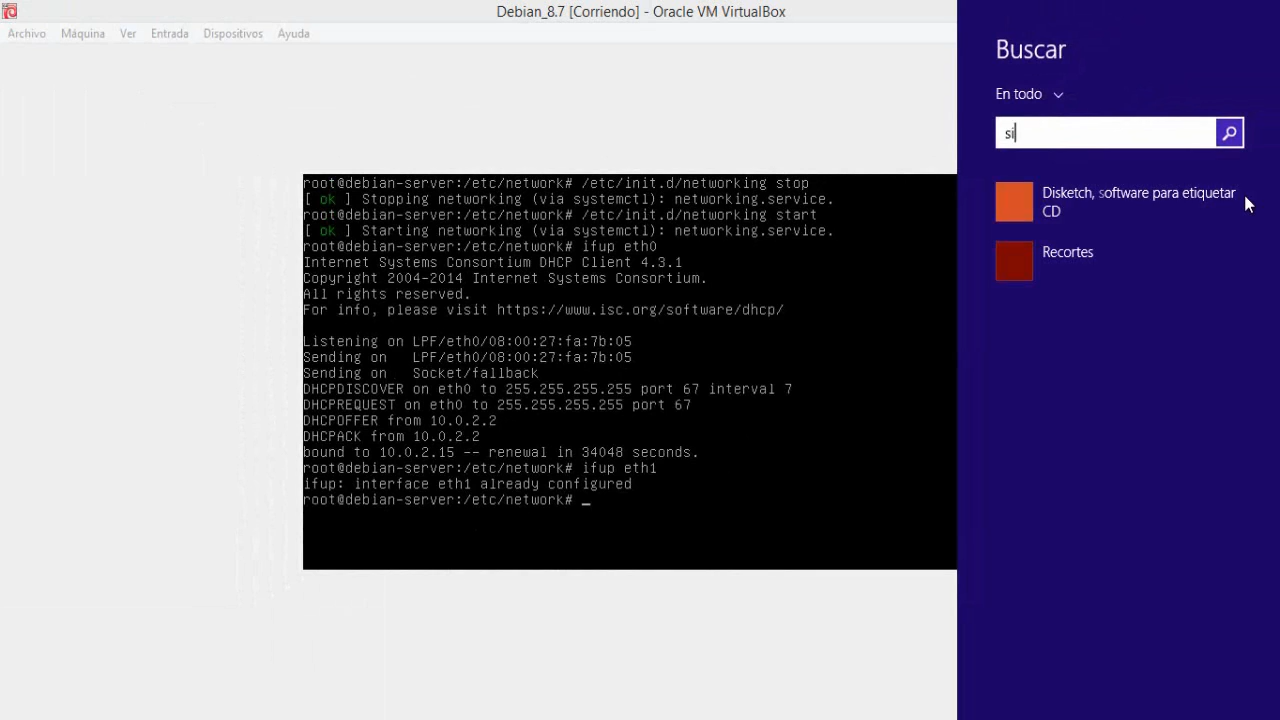 Debian_8.7 [Corriendo] - Oracle VM VirtualBox
Archivo Máquina Ver Entrada Dispositivos Ayuda
root@debian-server:/etc/network# /etc/init.d/networking stop
[ ok ] Stopping networking (via systemctl): networking.service.
root@debian-server:/etc/network# /etc/init.d/networking start
[ ok ] Starting networking (via systemctl): networking.service.
root@debian-server:/etc/network# ifup eth0
Internet Systems Consortium DHCP Client 4.3.1
Copyright 2004-2014 Internet Systems Consortium.
All rights reserved.
For info, please visit https://www.isc.org/software/dhcp/
Listening on LPF/eth0/08:00:27:fa:7b:05
Sending on   LPF/eth0/08:00:27:fa:7b:05
Sending on   Socket/fallback
DHCPDISCOVER on eth0 to 255.255.255.255 port 67 interval 7
DHCPREQUEST on eth0 to 255.255.255.255 port 67
DHCPOFFER from 10.0.2.2
DHCPACK from 10.0.2.2
bound to 10.0.2.15 -- renewal in 34048 seconds.
root@debian-server:/etc/network# ifup eth1
ifup: interface eth1 already configured
root@debian-server:/etc/network# _
Buscar
En todo
si
Disketch, software para etiquetar
CD
Recortes